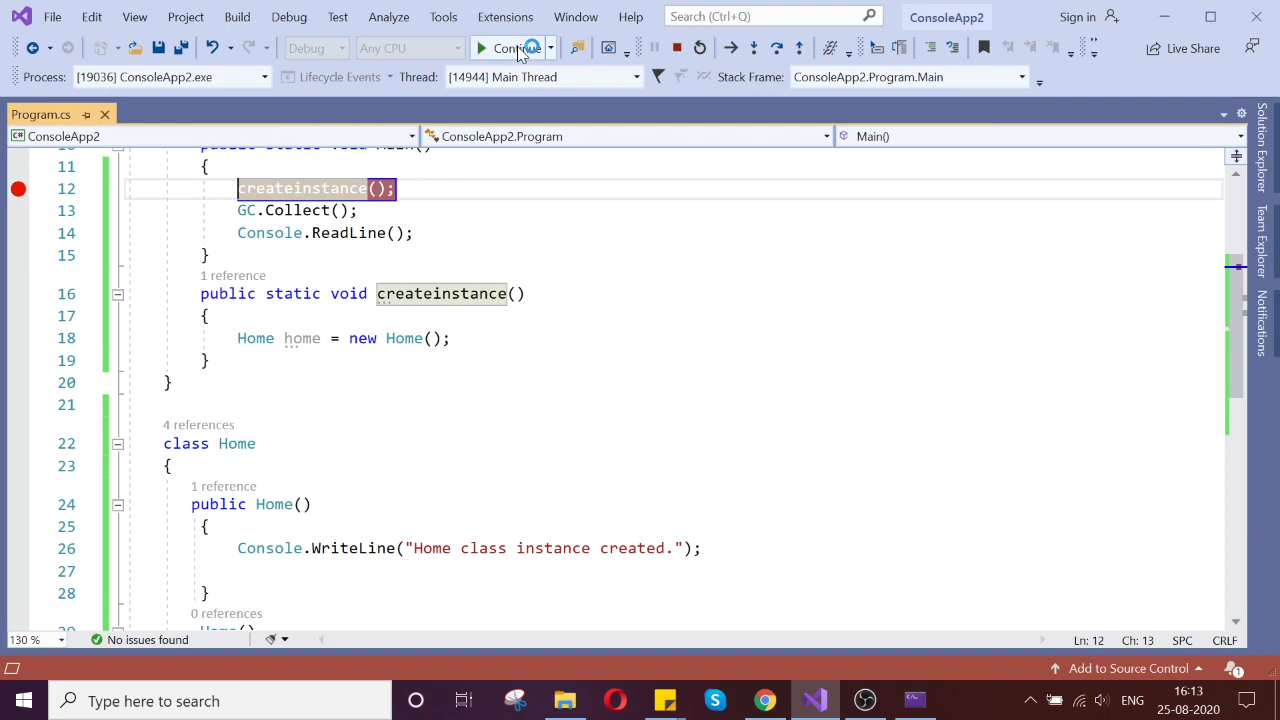 File Edit View Project Build Debug Test Analyze Tools Extensions Window Help Search (Ctrl+Q) ConsoleApp2 Sign in
Debug Any CPU Continue Live Share
Process: [19036] ConsoleApp2.exe Lifecycle Events Thread: [14944] Main Thread Stack Frame: ConsoleApp2.Program.Main
Program.cs
C# ConsoleApp2 ConsoleApp2.Program Main()
10 public static void Main()
11 {
12 createinstance();
13 GC.Collect();
14 Console.ReadLine();
15 }
1 reference
16 public static void createinstance()
17 {
18 Home home = new Home();
19 }
20 }
21
4 references
22 class Home
23 {
1 reference
24 public Home()
25 {
26 Console.WriteLine("Home class instance created.");
27
28 }
0 references
Solution Explorer
Team Explorer
Notifications
130 % No issues found Ln: 12 Ch: 13 SPC CRLF
Add to Source Control 1
Type here to search ENG 16:13
25-08-2020